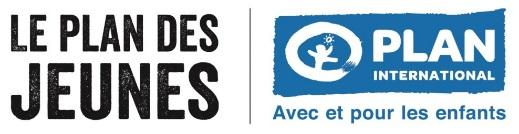 LE PLAN DES
JEUNES
PLAN
INTERNATIONAL
Avec et pour les enfants